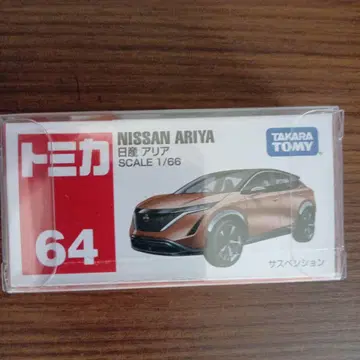 トミカ
64
NISSAN ARIYA
日産 アリア
SCALE 1/66
TAKARA
TOMY
サスペンション